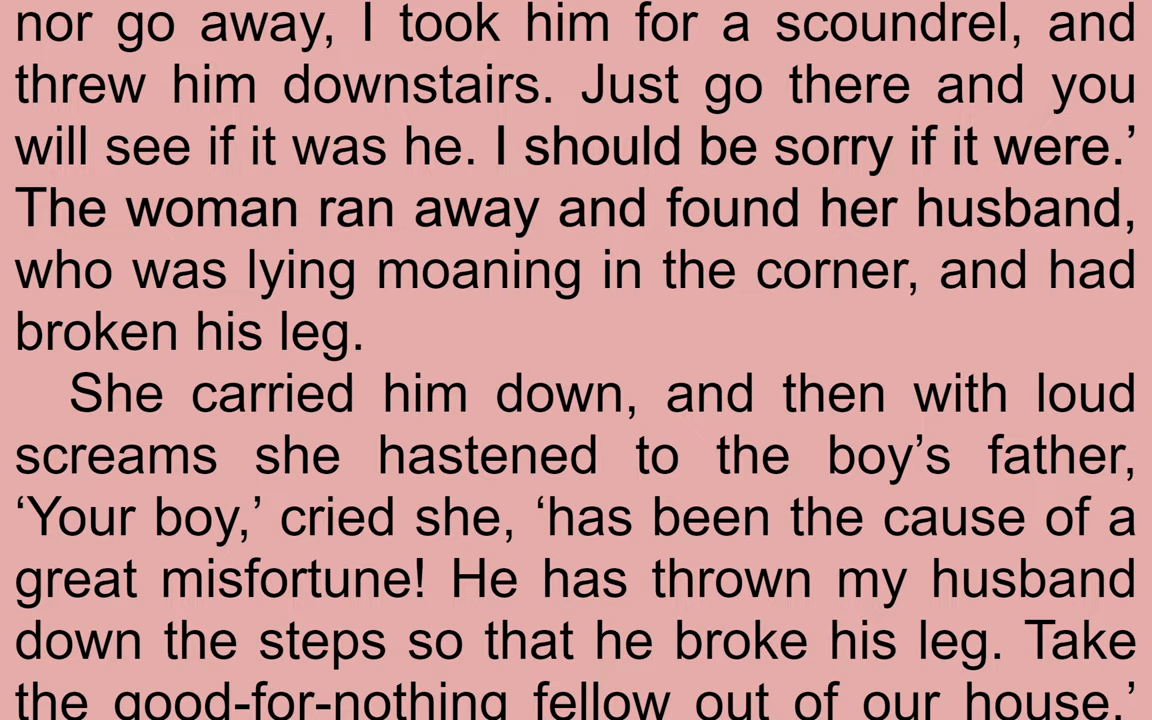 nor go away, I took him for a scoundrel, and
threw him downstairs. Just go there and you
will see if it was he. I should be sorry if it were.’
The woman ran away and found her husband,
who was lying moaning in the corner, and had
broken his leg.
She carried him down, and then with loud
screams she hastened to the boy’s father,
‘Your boy,’ cried she, ‘has been the cause of a
great misfortune! He has thrown my husband
down the steps so that he broke his leg. Take
the good-for-nothing fellow out of our house.’